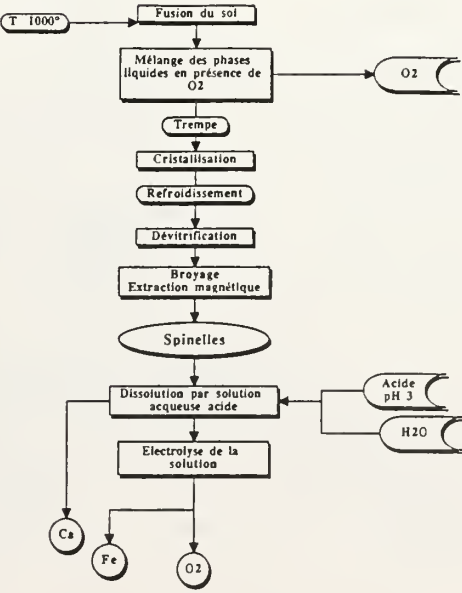 T 1000°
Fusion du sol
Mélange des phases
liquides en présence de
O2
O2
Trempe
Cristallisation
Refroidissement
Dévitrification
Broyage
Extraction magnétique
Spinelles
Dissolution par solution
acqueuse acide
Acide
pH 3
H2O
Electrolyse de la
solution
Ca
Fe
O2